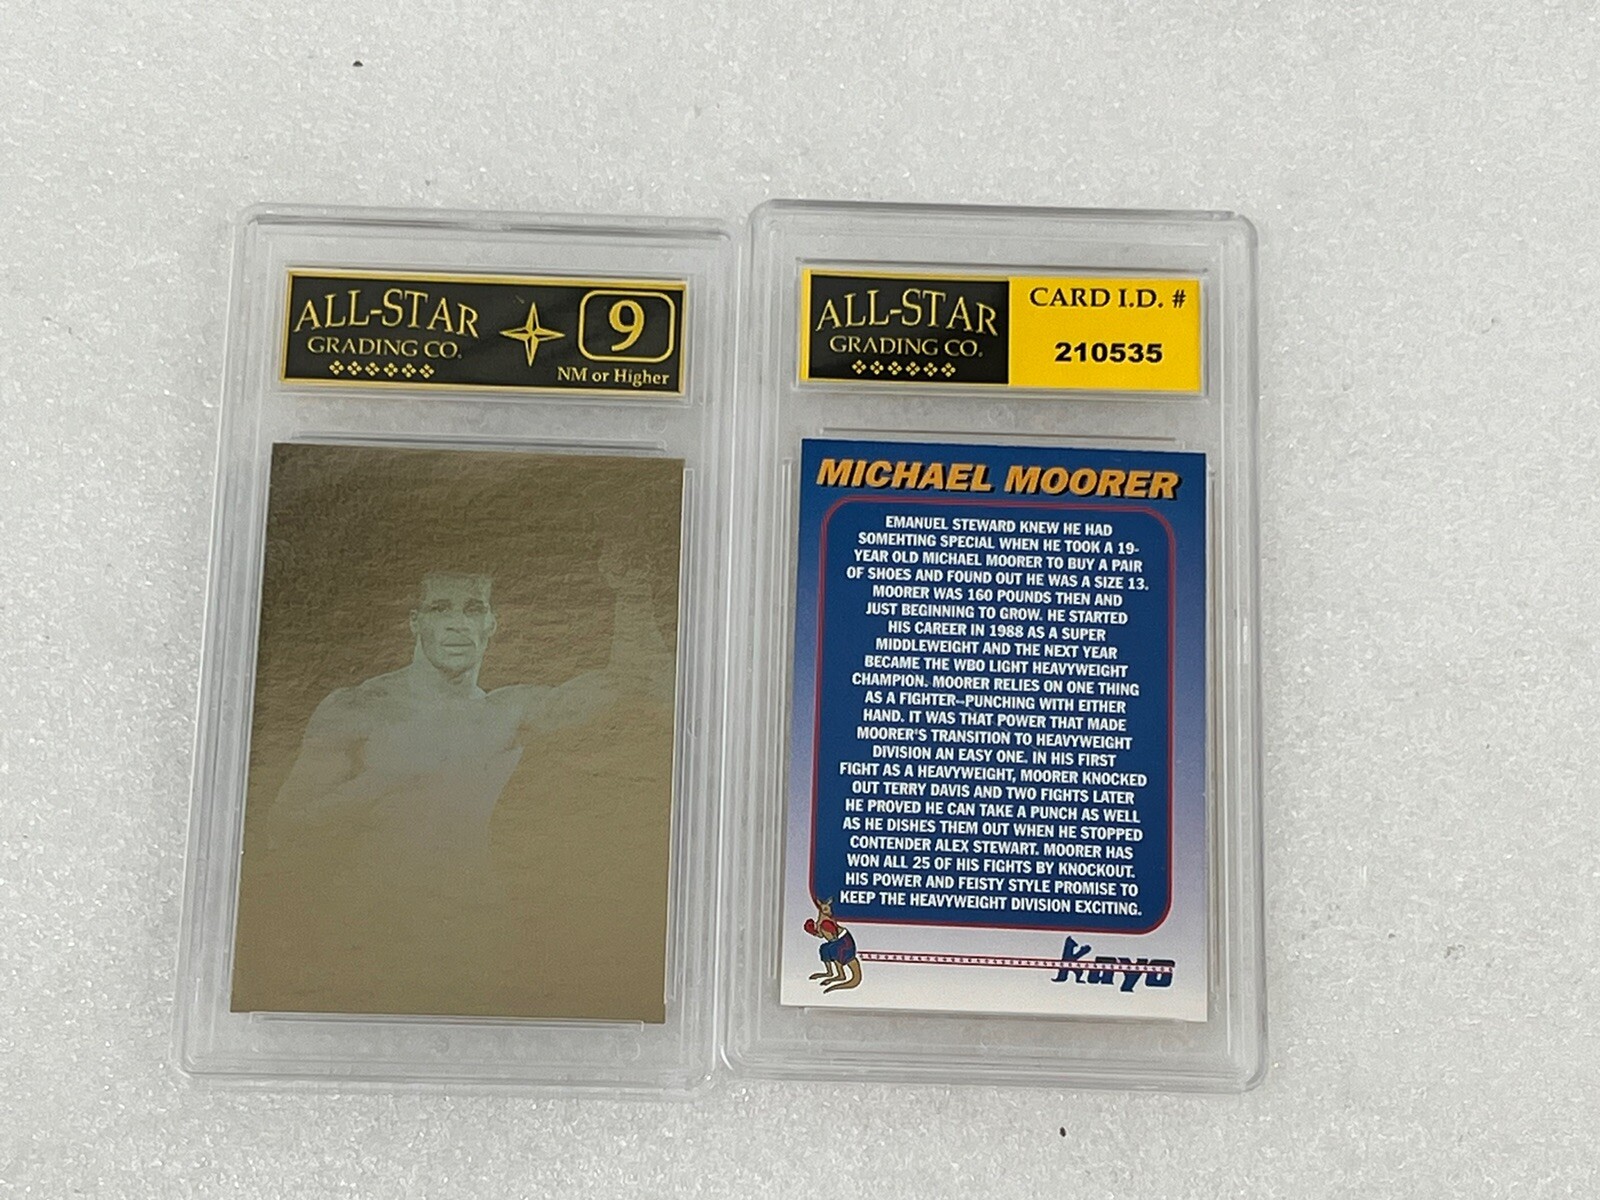 ALL-STAR
GRADING CO.
9
NM or Higher
ALL-STAR
GRADING CO.
CARD I.D. #
210535
MICHAEL MOORER
EMANUEL STEWARD KNEW HE HAD
SOMEHTING SPECIAL WHEN HE TOOK A 19-
YEAR OLD MICHAEL MOORER TO BUY A PAIR
OF SHOES AND FOUND OUT HE WAS A SIZE 13.
MOORER WAS 160 POUNDS THEN AND
JUST BEGINNING TO GROW. HE STARTED
HIS CAREER IN 1988 AS A SUPER
MIDDLEWEIGHT AND THE NEXT YEAR
BECAME THE WBO LIGHT HEAVYWEIGHT
CHAMPION. MOORER RELIES ON ONE THING
AS A FIGHTER--PUNCHING WITH EITHER
HAND. IT WAS THAT POWER THAT MADE
MOORER'S TRANSITION TO HEAVYWEIGHT
DIVISION AN EASY ONE. IN HIS FIRST
FIGHT AS A HEAVYWEIGHT, MOORER KNOCKED
OUT TERRY DAVIS AND TWO FIGHTS LATER
HE PROVED HE CAN TAKE A PUNCH AS WELL
AS HE DISHES THEM OUT WHEN HE STOPPED
CONTENDER ALEX STEWART. MOORER HAS
WON ALL 25 OF HIS FIGHTS BY KNOCKOUT.
HIS POWER AND FEISTY STYLE PROMISE TO
KEEP THE HEAVYWEIGHT DIVISION EXCITING.
Kayo